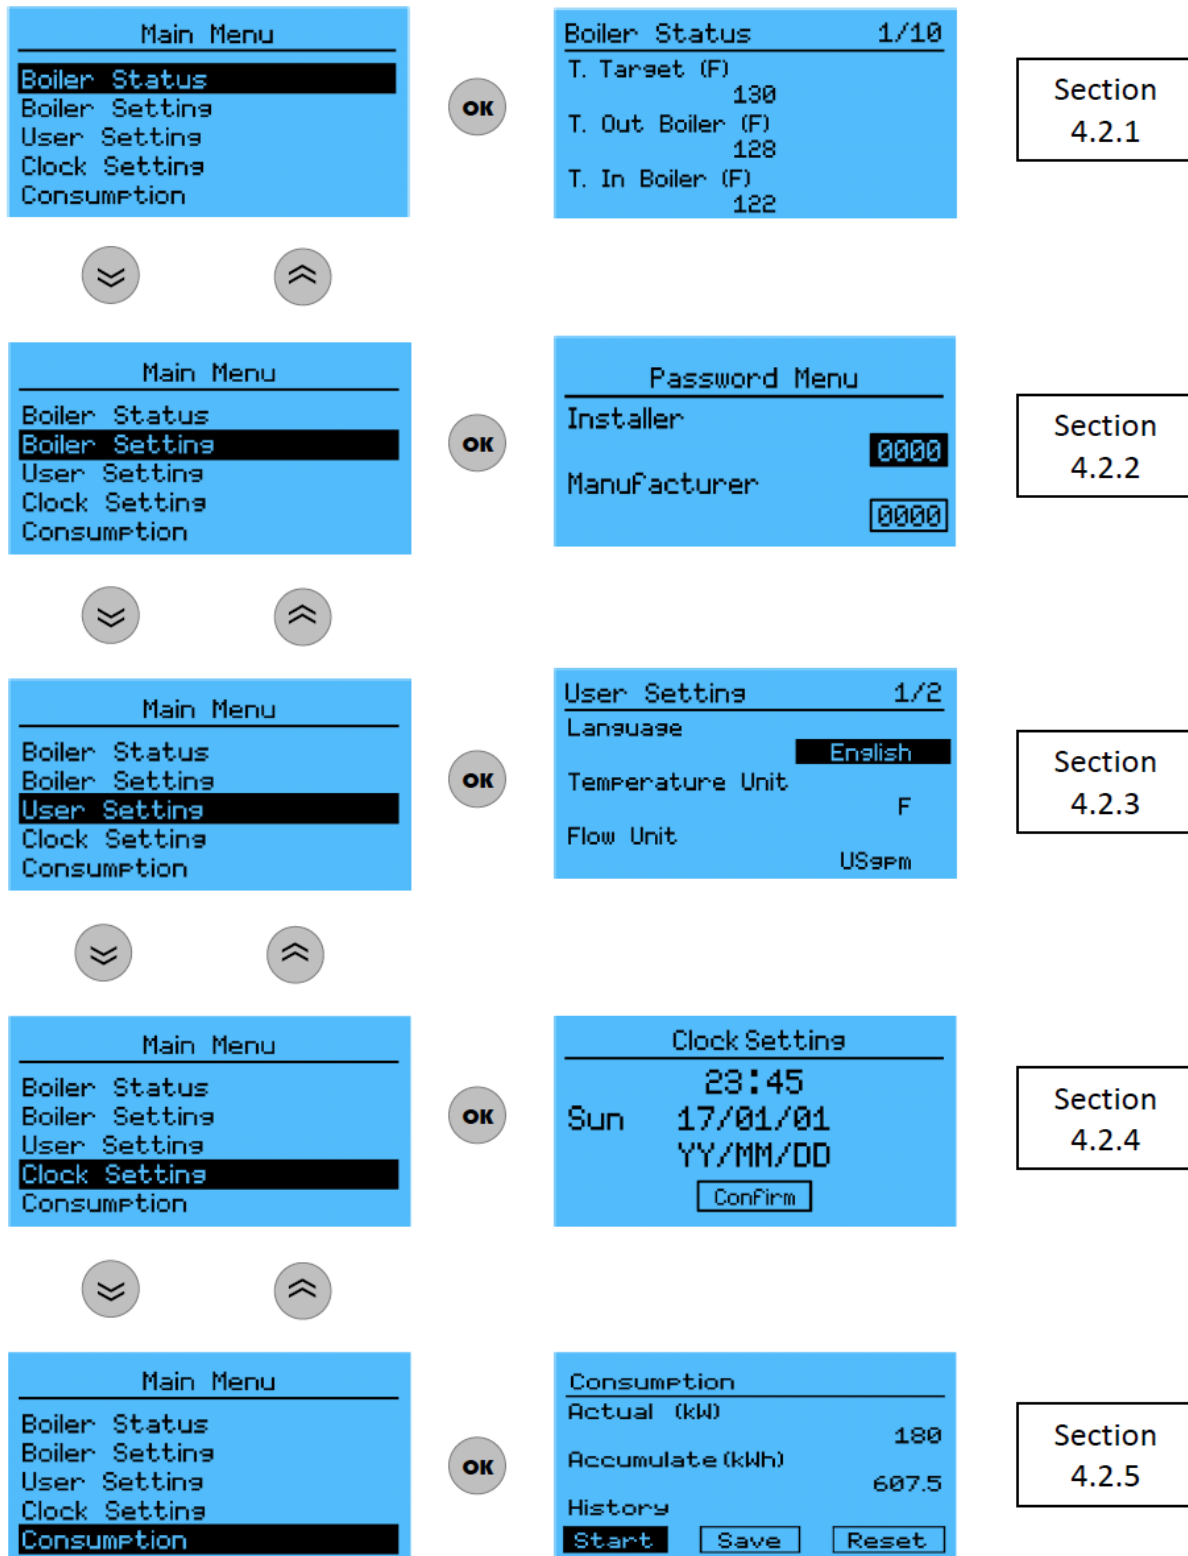 Main Menu
Boiler Status
Boiler Setting
User Setting
Clock Setting
Consumption
OK
Boiler Status 1/10
T. Target (F)
130
T. Out Boiler (F)
128
T. In Boiler (F)
122
Section
4.2.1
Main Menu
Boiler Status
Boiler Setting
User Setting
Clock Setting
Consumption
OK
Password Menu
Installer
0000
Manufacturer
0000
Section
4.2.2
Main Menu
Boiler Status
Boiler Setting
User Setting
Clock Setting
Consumption
OK
User Setting 1/2
Language
English
Temperature Unit
F
Flow Unit
USgpm
Section
4.2.3
Main Menu
Boiler Status
Boiler Setting
User Setting
Clock Setting
Consumption
OK
Clock Setting
23:45
Sun 17/01/01
YY/MM/DD
Confirm
Section
4.2.4
Main Menu
Boiler Status
Boiler Setting
User Setting
Clock Setting
Consumption
OK
Consumption
Actual (kW)
180
Accumulate (kWh)
607.5
History
Start Save Reset
Section
4.2.5